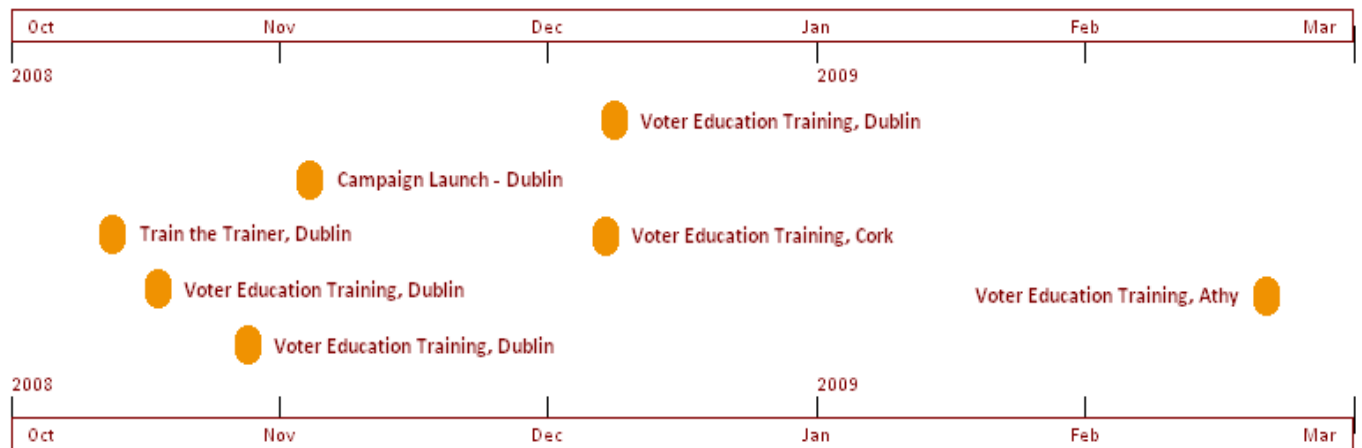 Oct Nov Dec Jan Feb Mar
2008 2009
Voter Education Training, Dublin
Campaign Launch - Dublin
Train the Trainer, Dublin
Voter Education Training, Cork
Voter Education Training, Dublin
Voter Education Training, Athy
Voter Education Training, Dublin
2008 2009
Oct Nov Dec Jan Feb Mar